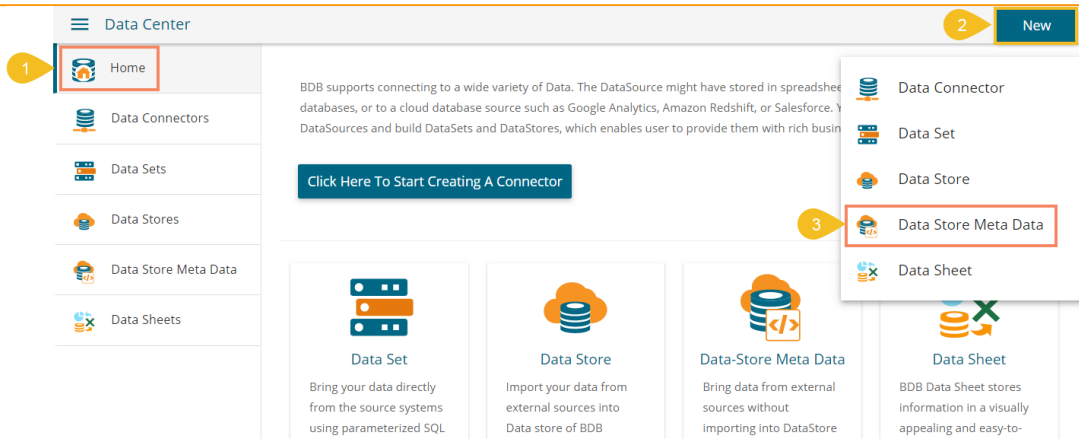 Data Center
2
New
1
Home
Data Connectors
Data Sets
Data Stores
Data Store Meta Data
Data Sheets
BDB supports connecting to a wide variety of Data. The DataSource might have stored in
databases, or to a cloud database source such as Google Analytics, Amazon Redshift, or Salesforce.
DataSources and build DataSets and DataStores, which enables user to provide them with rich
Click Here To Start Creating A Connector
Data Connector
Data Set
Data Store
3
Data Store Meta Data
Data Sheet
Data Set
Bring your data directly
from the source systems
using parameterized SQL
Data Store
Import your data from
external sources into
Data store of BDB
Data-Store Meta Data
Bring data from external
sources without
importing into DataStore
Data Sheet
BDB Data Sheet stores
information in a visually
appealing and easy-to-